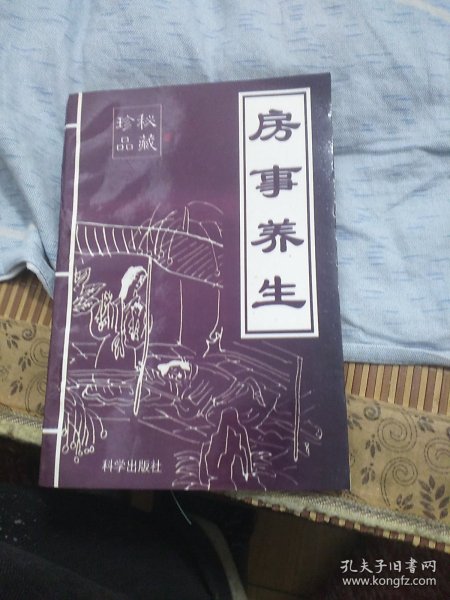 房事养生
秘藏
珍品
科学出版社
孔夫子旧书网
www.kongfz.com